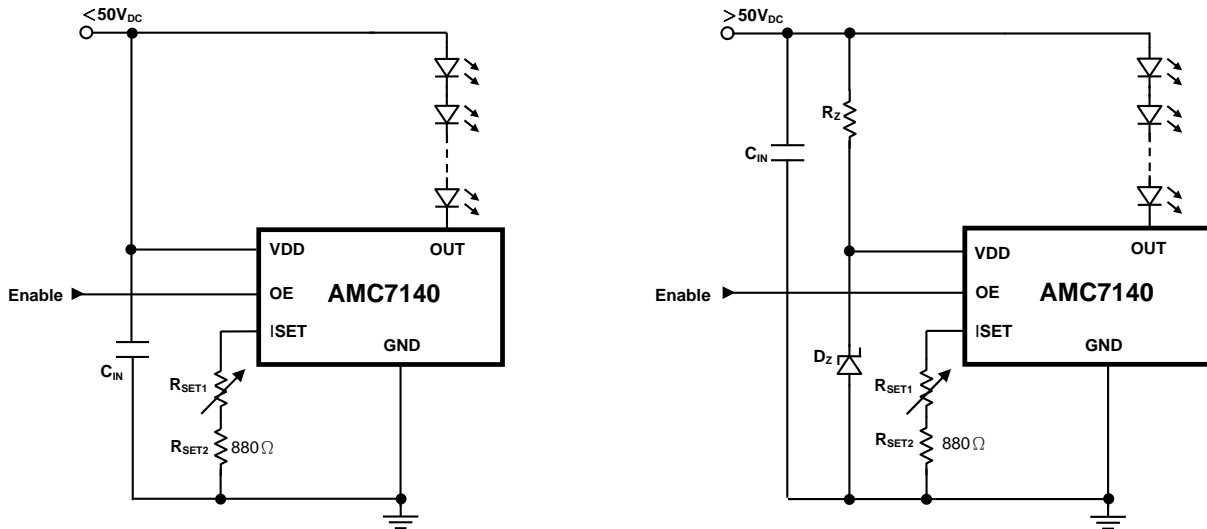 <50VDC
VDD
OUT
Enable
OE
AMC7140
ISET
GND
CIN
RSET1
RSET2
880Ω
>50VDC
RZ
CIN
VDD
OUT
Enable
OE
AMC7140
ISET
GND
DZ
RSET1
RSET2
880Ω